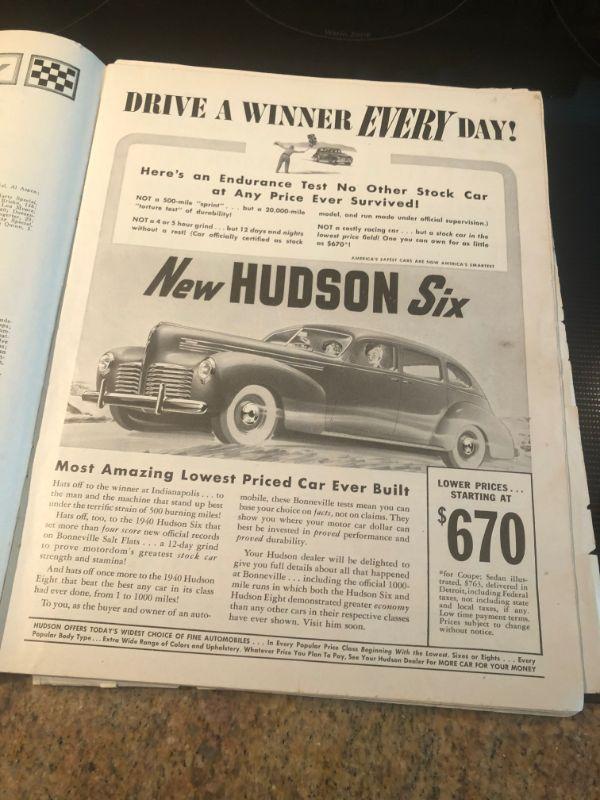 Warm Zone
DRIVE A WINNER EVERY DAY!
Here's an Endurance Test No Other Stock Car
at Any Price Ever Survived!
NOT a 500-mile "sprint"... but a 20,000-mile
"torture test" of durability!
NOT a 4 or 5 hour grind... but 12 days and nights
without a rest! (Car officially certified as stock
model, and run made under official supervision.)
NOT a costly racing car... but a stock car in the
lowest price field! One you can own for as little
as $670*!
AMERICA'S SAFEST CARS ARE NOW AMERICA'S SMARTEST
New HUDSON Six
Most Amazing Lowest Priced Car Ever Built
Hats off to the winner at Indianapolis... to
the man and the machine that stand up best
under the terrific strain of 500 burning miles!
Hats off, too, to the 1940 Hudson Six that
set more than four score new official records
on Bonneville Salt Flats... a 12-day grind
to prove motordom's greatest stock car
strength and stamina!
And hats off once more to the 1940 Hudson
Eight that beat the best any car in its class
had ever done, from 1 to 1000 miles!
To you, as the buyer and owner of an auto-
mobile, these Bonneville tests mean you can
base your choice on facts, not on claims. They
show you where your motor car dollar can
best be invested in proved performance and
proved durability.
Your Hudson dealer will be delighted to
give you full details about all that happened
at Bonneville... including the official 1000-
mile runs in which both the Hudson Six and
Hudson Eight demonstrated greater economy
than any other cars in their respective classes
have ever shown. Visit him soon.
LOWER PRICES...
STARTING AT
$670
*for Coupe; Sedan illus-
trated, $763, delivered in
Detroit, including Federal
taxes, not including state
and local taxes, if any.
Low time payment terms.
Prices subject to change
without notice.
HUDSON OFFERS TODAY'S WIDEST CHOICE OF FINE AUTOMOBILES... In Every Popular Price Class Beginning With the Lowest. Sixes or Eights... Every
Popular Body Type... Extra Wide Range of Colors and Upholstery. Whatever Price You Plan To Pay, See Your Hudson Dealer For MORE CAR FOR YOUR MONEY